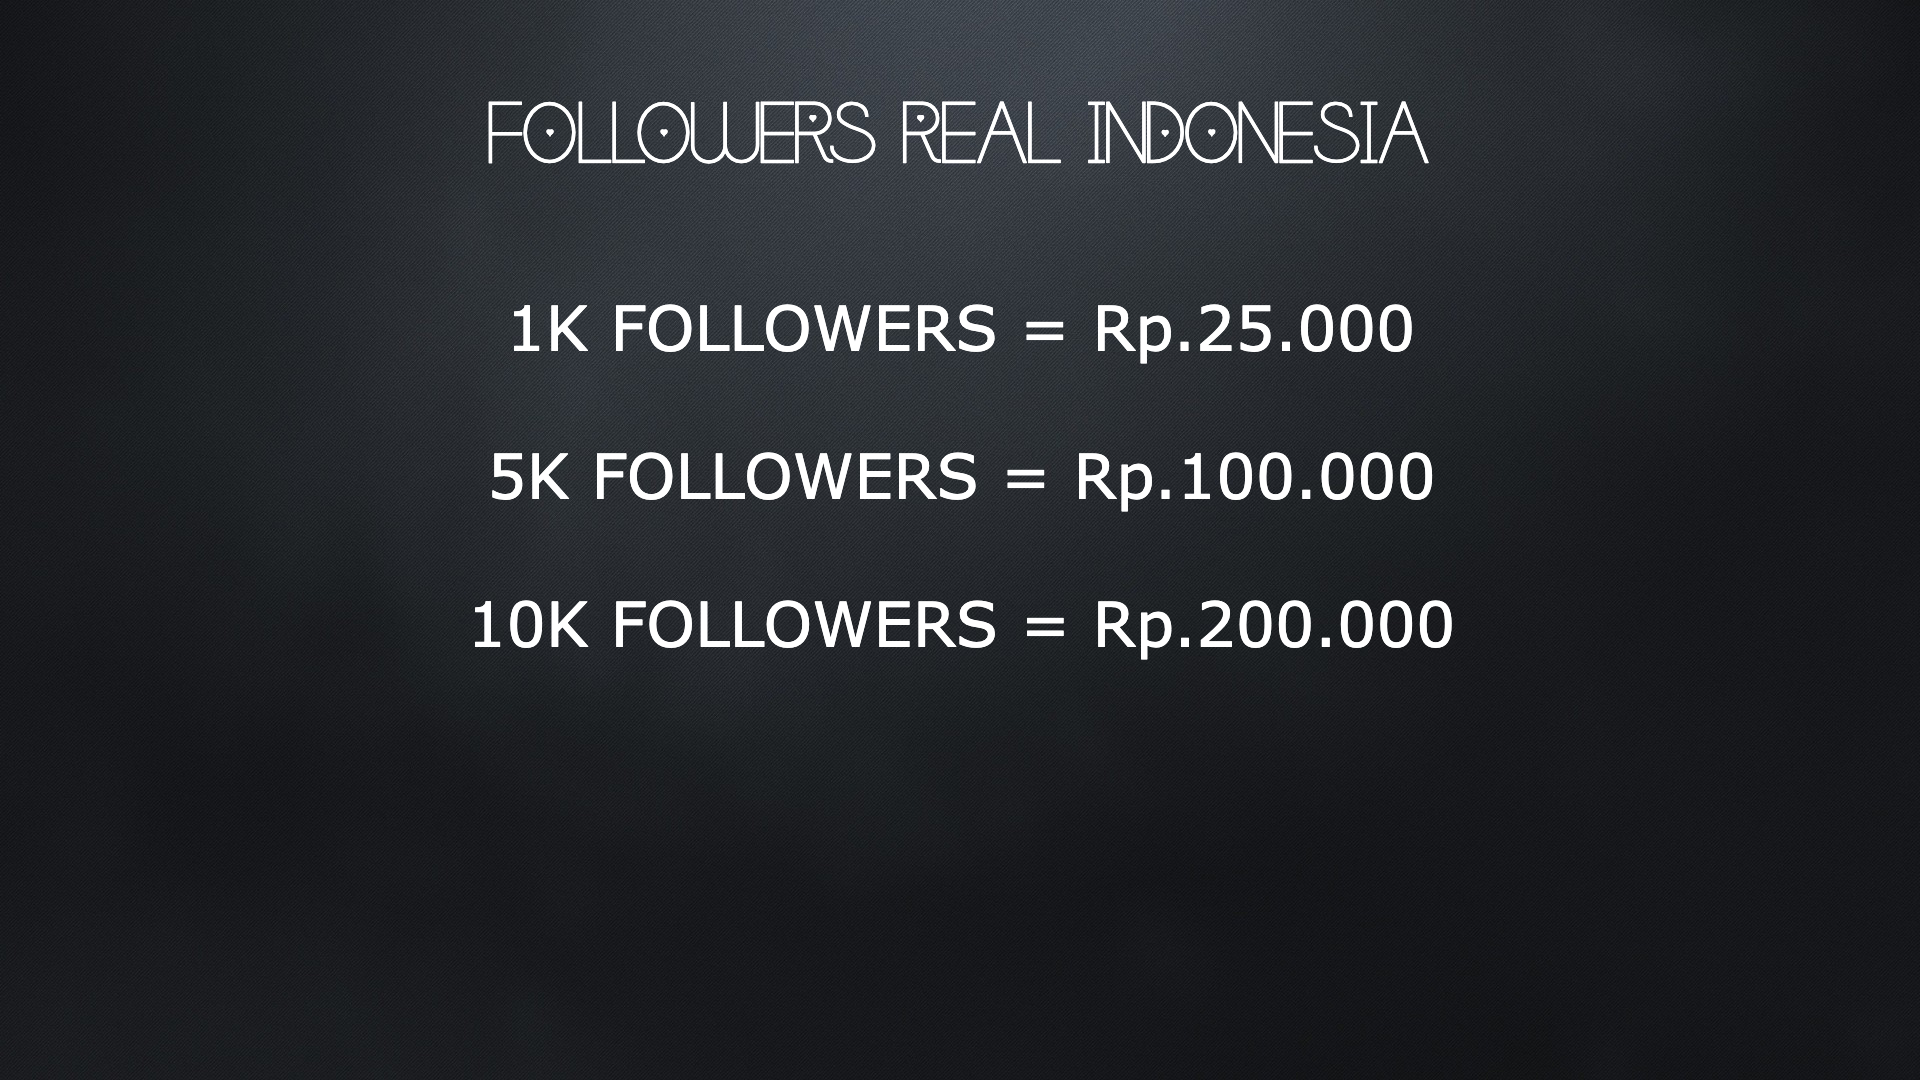 FOLLOWERS REAL INDONESIA
1K FOLLOWERS = Rp.25.000
5K FOLLOWERS = Rp.100.000
10K FOLLOWERS = Rp.200.000